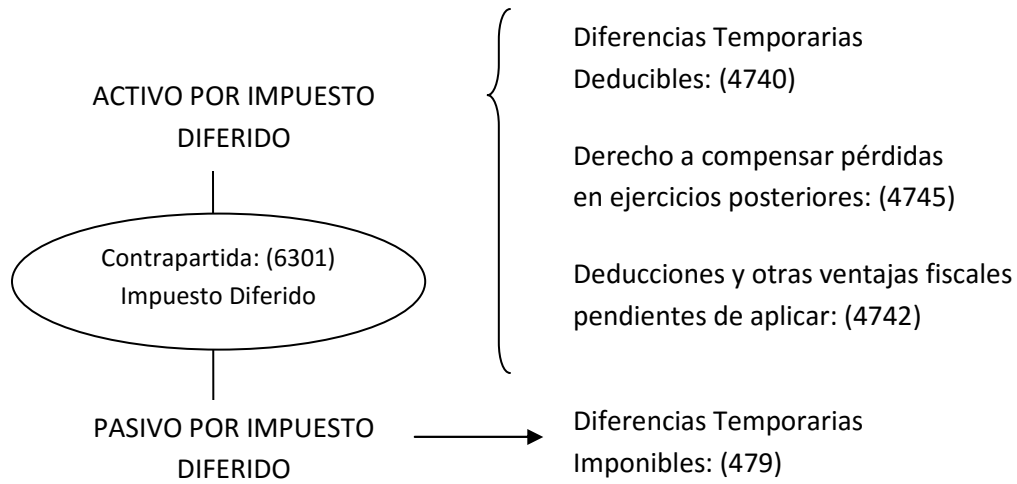 ACTIVO POR IMPUESTO
DIFERIDO
Contrapartida: (6301)
Impuesto Diferido
PASIVO POR IMPUESTO
DIFERIDO
Diferencias Temporarias
Deducibles: (4740)
Derecho a compensar pérdidas
en ejercicios posteriores: (4745)
Deducciones y otras ventajas fiscales
pendientes de aplicar: (4742)
Diferencias Temporarias
Imponibles: (479)